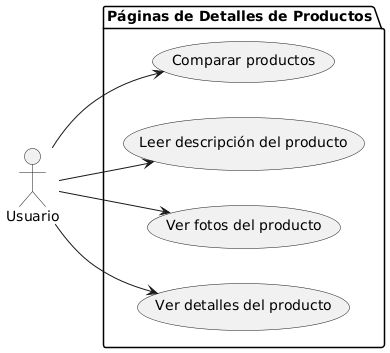 Páginas de Detalles de Productos
Comparar productos
Leer descripción del producto
Usuario
Ver fotos del producto
Ver detalles del producto